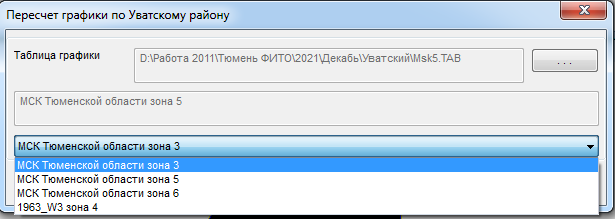 Пересчет графики по Уватскому району
Таблица графики
D:\Работа 2011\Тюмень ФИТО\2021\Декабь\Уватский\Msk5.TAB
...
МСК Тюменской области зона 5
МСК Тюменской области зона 3
МСК Тюменской области зона 3
МСК Тюменской области зона 5
МСК Тюменской области зона 6
1963_W3 зона 4